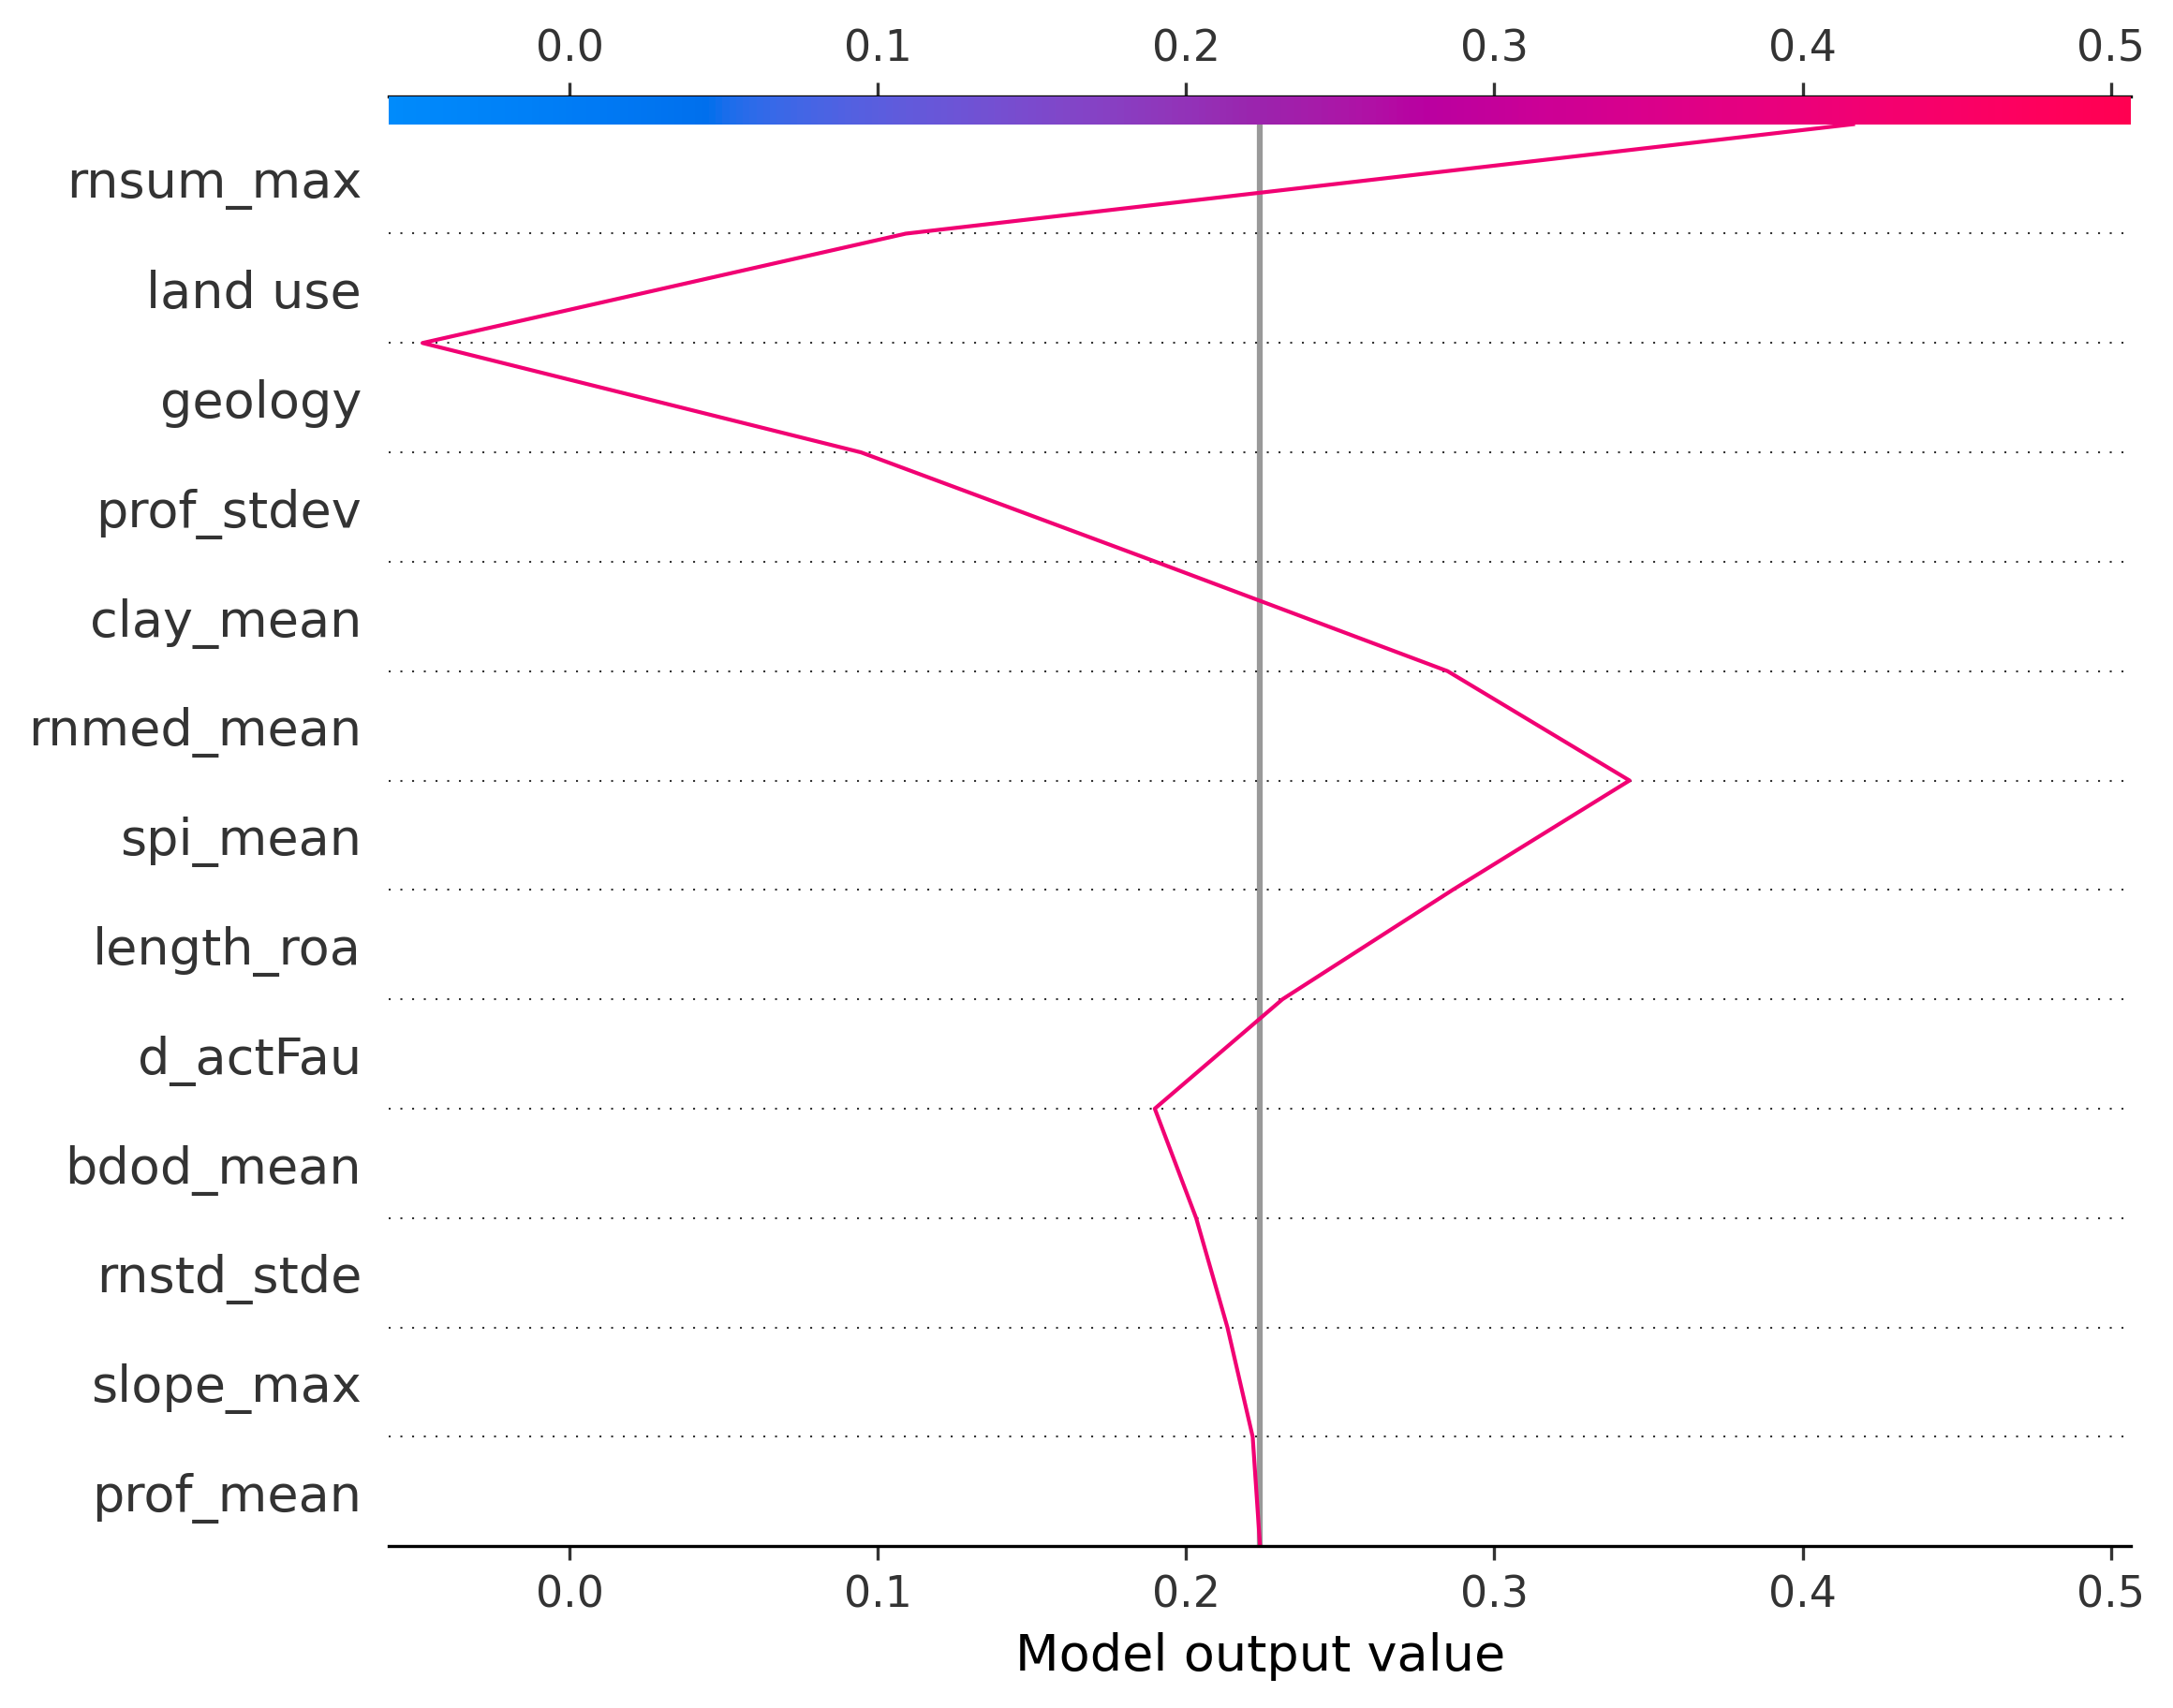 0.0 0.1 0.2 0.3 0.4 0.5
rnsum_max
land use
geology
prof_stdev
clay_mean
rnmed_mean
spi_mean
length_roa
d_actFau
bdod_mean
rnstd_stde
slope_max
prof_mean
0.0 0.1 0.2 0.3 0.4 0.5
Model output value